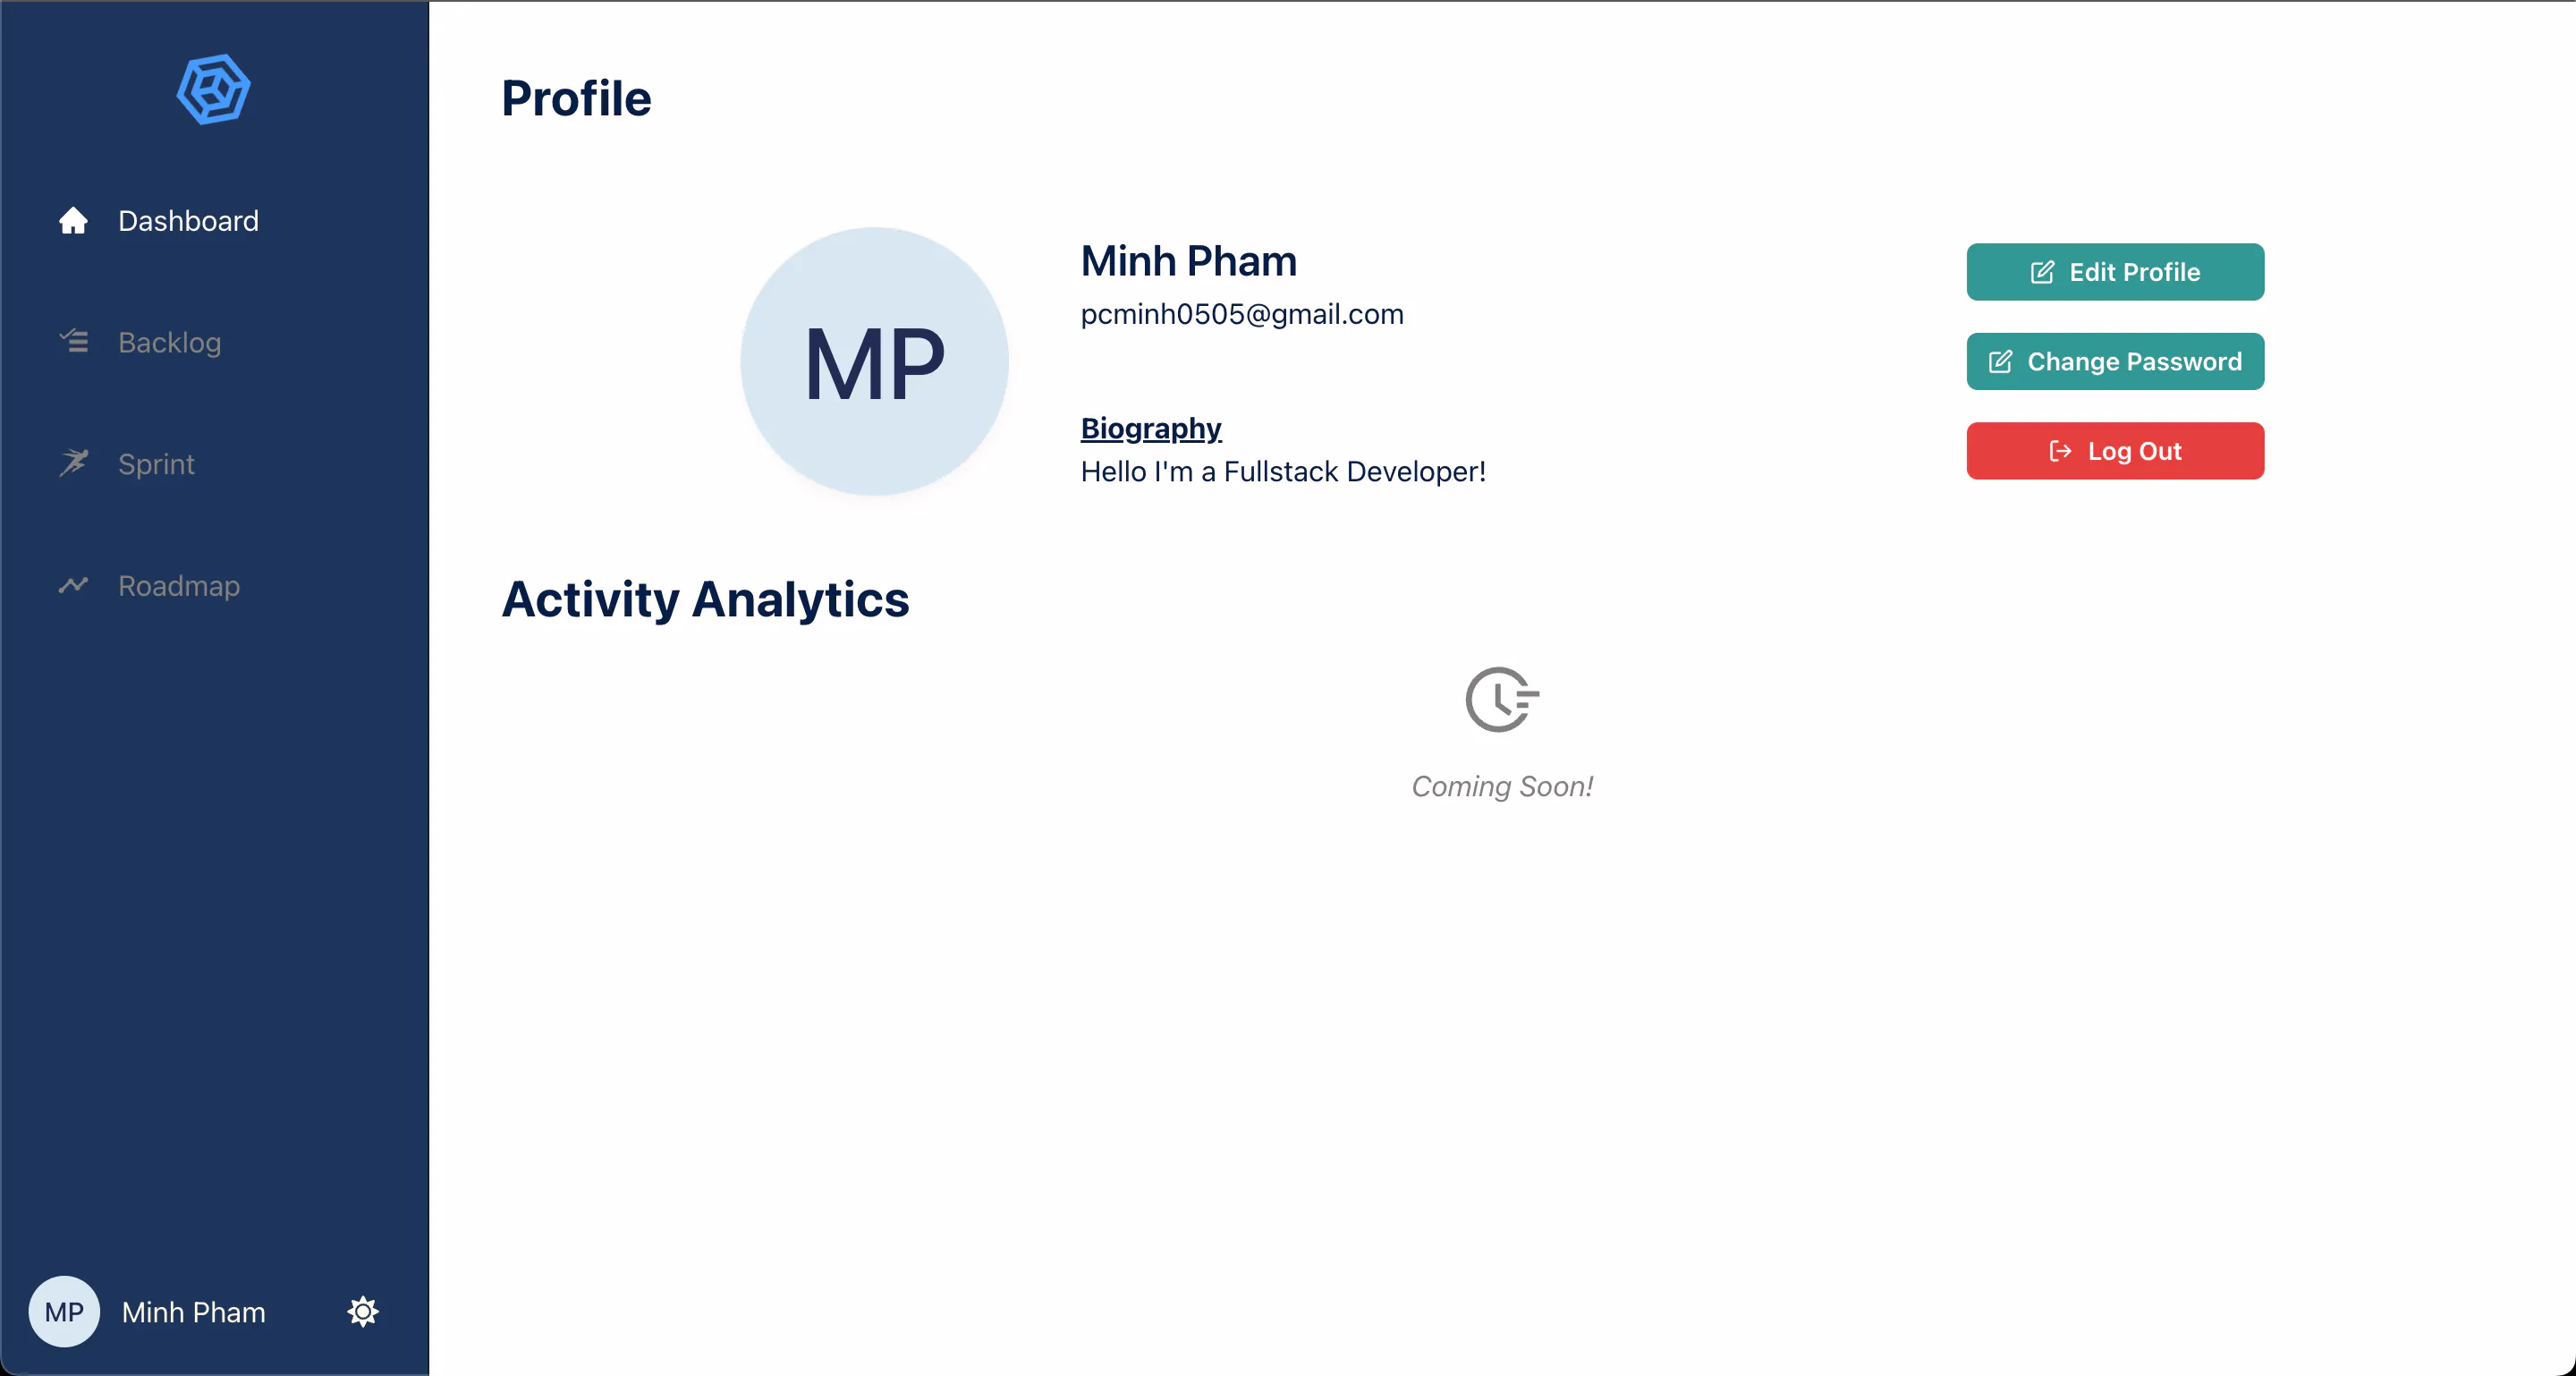 Dashboard
Backlog
Sprint
Roadmap
MP Minh Pham
Profile
MP
Minh Pham
pcminh0505@gmail.com
Biography
Hello I'm a Fullstack Developer!
Edit Profile
Change Password
Log Out
Activity Analytics
Coming Soon!